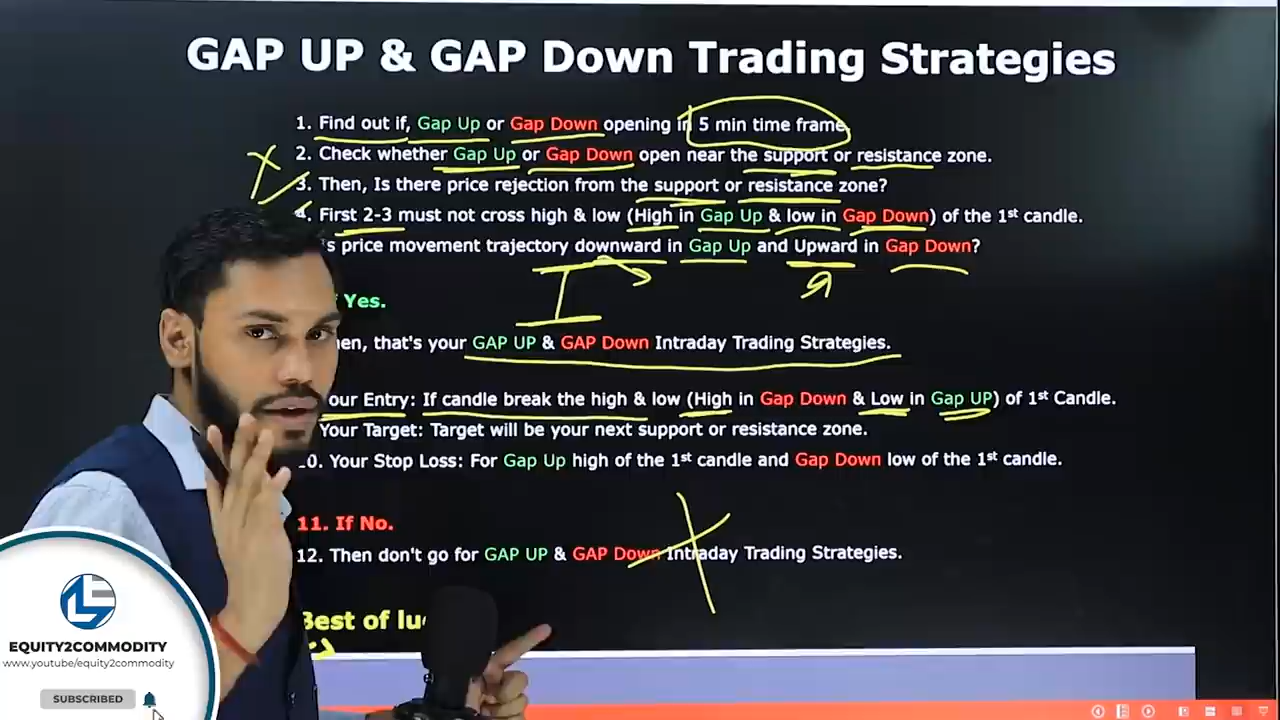 GAP UP & GAP Down Trading Strategies
1. Find out if, Gap Up or Gap Down opening in 5 min time frame.
2. Check whether Gap Up or Gap Down open near the support or resistance zone.
3. Then, Is there price rejection from the support or resistance zone?
4. First 2-3 must not cross high & low (High in Gap Up & low in Gap Down) of the 1st candle.
price movement trajectory downward in Gap Up and Upward in Gap Down?
Yes.
that's your GAP UP & GAP Down Intraday Trading Strategies.
Entry: If candle break the high & low (High in Gap Down & Low in Gap UP) of 1st Candle.
Your Target: Target will be your next support or resistance zone.
Your Stop Loss: For Gap Up high of the 1st candle and Gap Down low of the 1st candle.
11. If No.
12. Then don't go for GAP UP & GAP Down Intraday Trading Strategies.
Best of
EQUITY2COMMODITY
www.youtube/equity2commodity
SUBSCRIBED